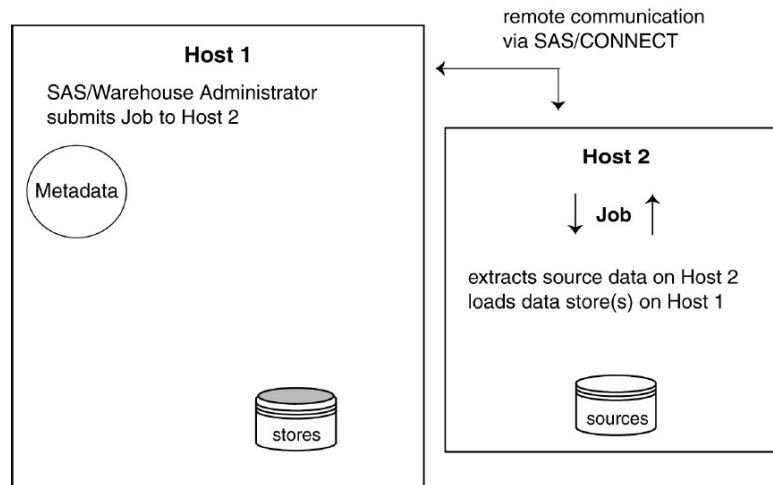 remote communication
via SAS/CONNECT
Host 1
SAS/Warehouse Administrator
submits Job to Host 2
Metadata
stores
Host 2
Job
extracts source data on Host 2
loads data store(s) on Host 1
sources